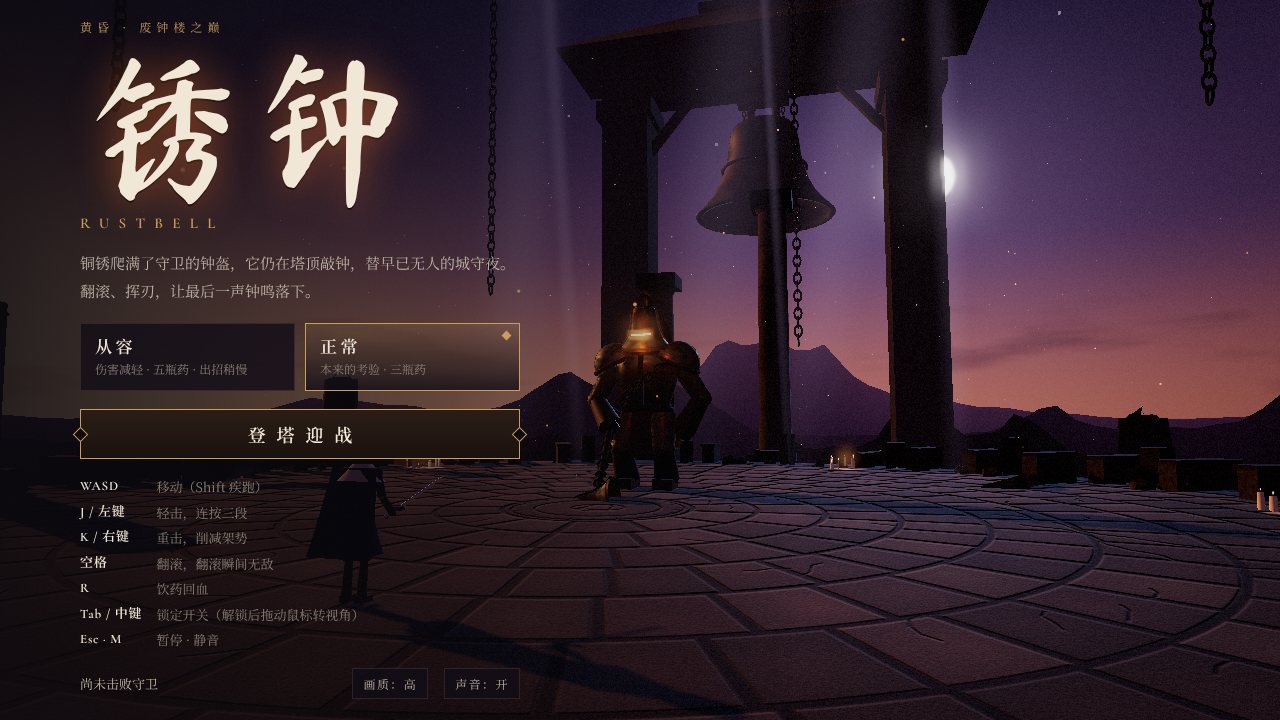 黄昏 · 废钟楼之巅
锈钟
RUSTBELL
铜锈爬满了守卫的钟盔，它仍在塔顶敲钟，替早已无人的城守夜。
翻滚、挥刃，让最后一声钟鸣落下。
从容
伤害减轻 · 五瓶药 · 出招稍慢
正常
本来的考验 · 三瓶药
登塔迎战
WASD 移动（Shift 疾跑）
J / 左键 轻击，连按三段
K / 右键 重击，削减架势
空格 翻滚，翻滚瞬间无敌
R 饮药回血
Tab / 中键 锁定开关（解锁后拖动鼠标转视角）
Esc · M 暂停 · 静音
尚未击败守卫
画质：高
声音：开